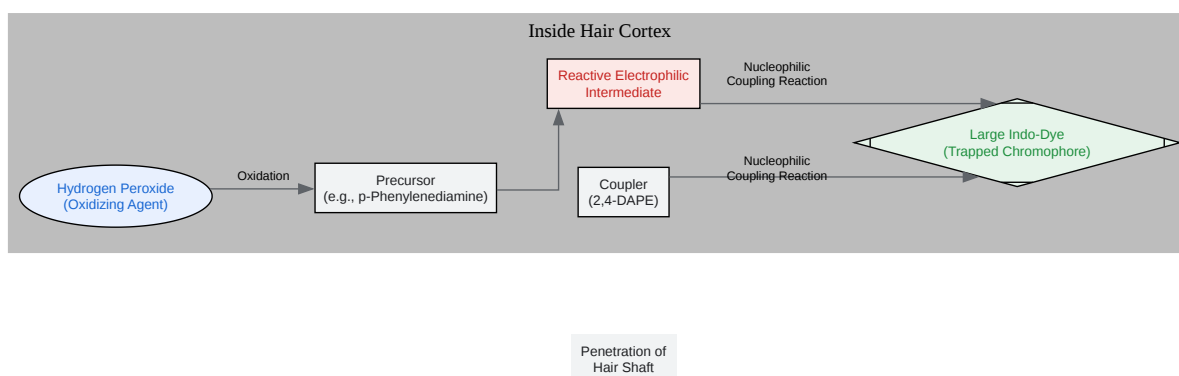 Inside Hair Cortex
Reactive Electrophilic
Intermediate
Nucleophilic
Coupling Reaction
Large Indo-Dye
(Trapped Chromophore)
Hydrogen Peroxide
(Oxidizing Agent)
Oxidation
Precursor
(e.g., p-Phenylenediamine)
Coupler
(2,4-DAPE)
Nucleophilic
Coupling Reaction
Penetration of
Hair Shaft